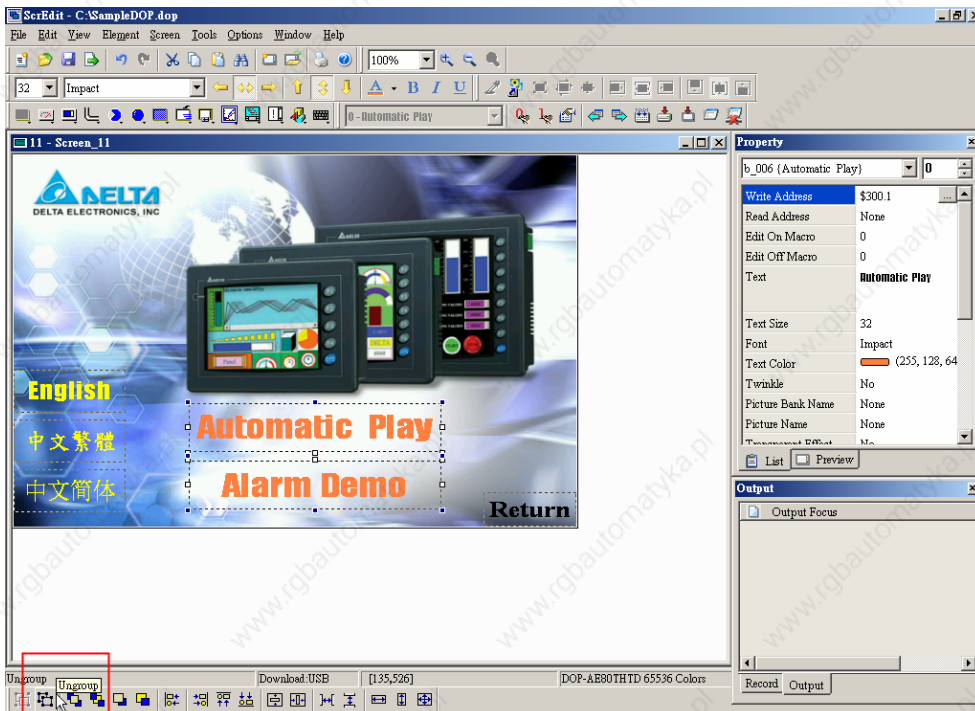 ScrEdit - C:\SampleDOP.dop
File Edit View Element Screen Tools Options Window Help
100%
32 Impact A B I U
0 - Automatic Play
11 - Screen_11
DELTA
DELTA ELECTRONICS, INC
English
中文繁體
中文简体
Automatic Play
Alarm Demo
Return
Property
b_006 {Automatic Play} 0
Write Address $300.1 ...
Read Address None
Edit On Macro 0
Edit Off Macro 0
Text Automatic Play
Text Size 32
Font Impact
Text Color (255, 128, 64
Twinkle No
Picture Bank Name None
Picture Name None
Transparent Effect No
List Preview
Output
Output Focus
Record Output
Ungroup Download:USB [135,526] DOP-AE80THTD 65536 Colors
Ungroup
www.rgbautomatyka.pl